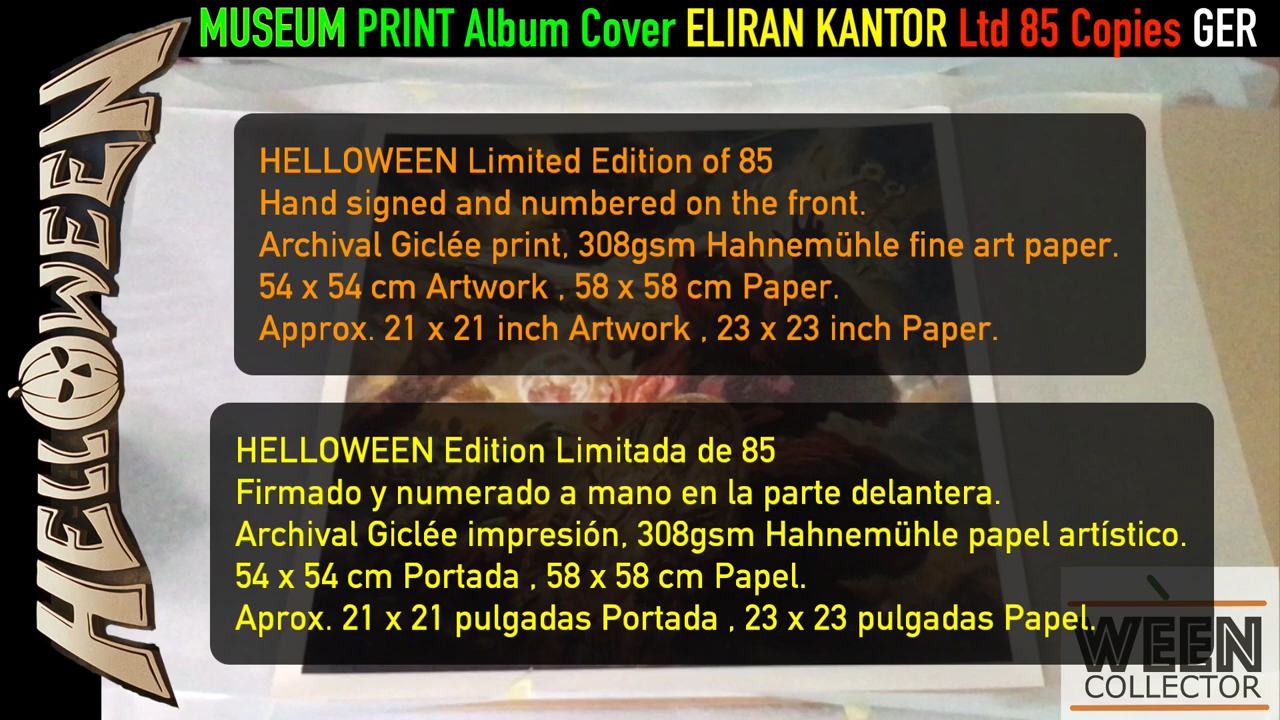 MUSEUM PRINT Album Cover ELIRAN KANTOR Ltd 85 Copies GER
HELLOWEEN
HELLOWEEN Limited Edition of 85
Hand signed and numbered on the front.
Archival Giclée print, 308gsm Hahnemühle fine art paper.
54 x 54 cm Artwork , 58 x 58 cm Paper.
Approx. 21 x 21 inch Artwork , 23 x 23 inch Paper.
HELLOWEEN Edition Limitada de 85
Firmado y numerado a mano en la parte delantera.
Archival Giclée impresión, 308gsm Hahnemühle papel artístico.
54 x 54 cm Portada , 58 x 58 cm Papel.
Aprox. 21 x 21 pulgadas Portada , 23 x 23 pulgadas Papel.
WEEN
COLLECTOR